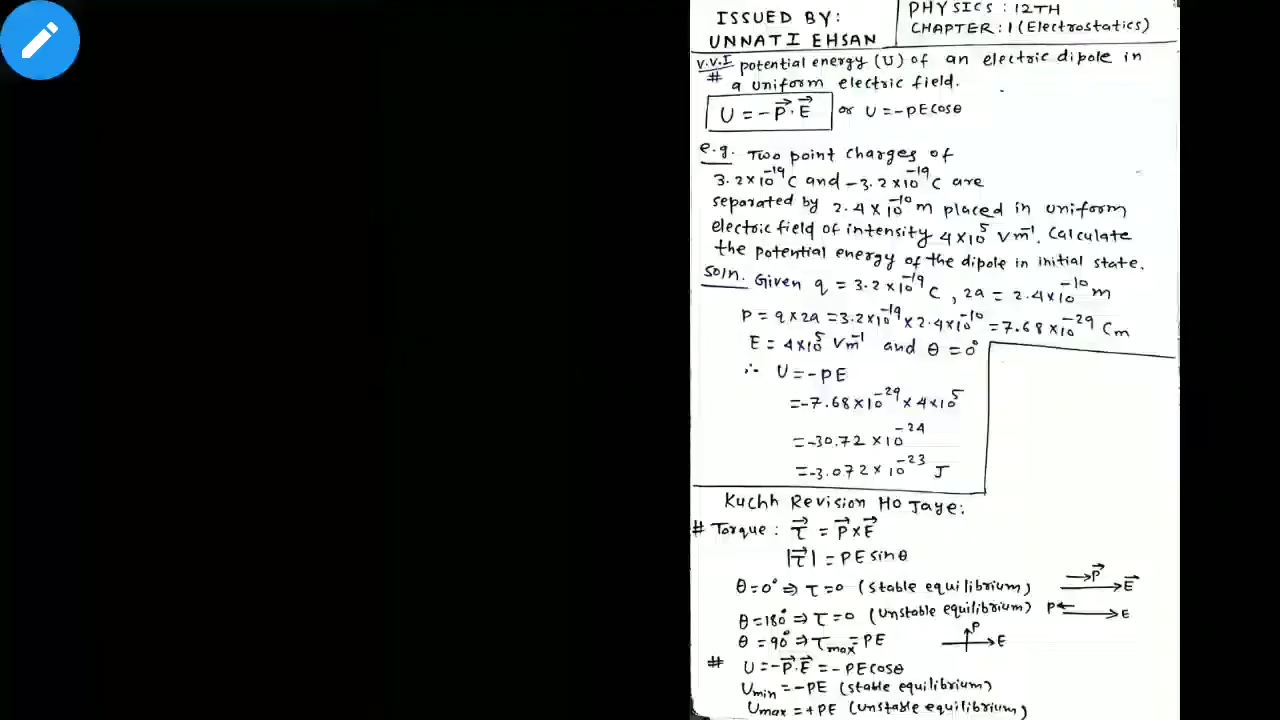 ISSUED BY:
UNNATI EHSAN
PHYSICS : 12TH
CHAPTER : 1 (Electrostatics)
V.V.I
# potential energy (U) of an electric dipole in
a uniform electric field.
U = -P⃗.E⃗ or U = -PEcosθ
e.g. Two point charges of
3.2×10⁻¹⁹C and -3.2×10⁻¹⁹C are
separated by 2.4×10⁻¹⁰m placed in uniform
electric field of intensity 4×10⁵ Vm⁻¹. Calculate
the potential energy of the dipole in initial state.
Soln. Given q = 3.2×10⁻¹⁹C, 2a = 2.4×10⁻¹⁰m
P = q×2a = 3.2×10⁻¹⁹×2.4×10⁻¹⁰ = 7.68×10⁻²⁹ Cm
E = 4×10⁵ Vm⁻¹ and θ = 0°
∴ U = -PE
= -7.68×10⁻²⁹×4×10⁵
= -30.72×10⁻²⁴
= -3.072×10⁻²³ J
Kuchh Revision Ho Jaye:
# Torque : τ⃗ = P⃗×E⃗
|τ⃗| = PEsinθ
θ = 0° ⇒ τ = 0 (stable equilibrium) P⃗ E⃗
θ = 180° ⇒ τ = 0 (Unstable equilibrium) P E
θ = 90° ⇒ τmax = PE P E
# U = -P⃗.E⃗ = -PEcosθ
Umin = -PE (stable equilibrium)
Umax = +PE (unstable equilibrium)